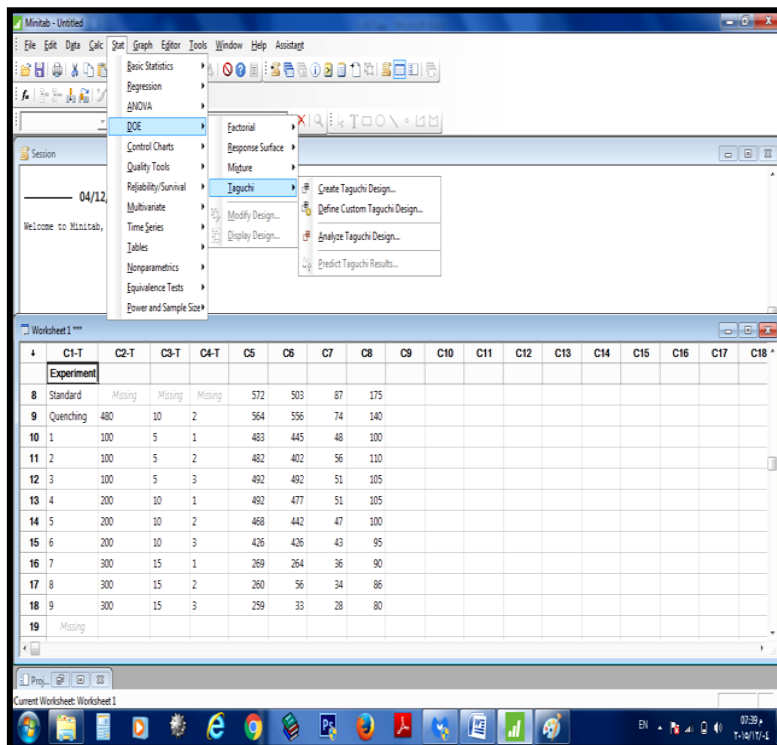 Minitab - Untitled
File Edit Data Calc Stat Graph Editor Tools Window Help Assistant
Basic Statistics
Regression
ANOVA
DOE
Control Charts
Quality Tools
Reliability/Survival
Multivariate
Time Series
Tables
Nonparametrics
Equivalence Tests
Power and Sample Size
Factorial
Response Surface
Mixture
Taguchi
Modify Design...
Display Design...
Create Taguchi Design...
Define Custom Taguchi Design...
Analyze Taguchi Design...
Predict Taguchi Results...
Session
04/12,
Welcome to Minitab,
Worksheet 1 ***
C1-T C2-T C3-T C4-T C5 C6 C7 C8 C9 C10 C11 C12 C13 C14 C15 C16 C17 C18
Experiment
8 Standard Missing Missing Missing 572 503 87 175
9 Quenching 480 10 2 564 556 74 140
10 1 100 5 1 483 445 48 100
11 2 100 5 2 482 402 56 110
12 3 100 5 3 492 492 51 105
13 4 200 10 1 492 477 51 105
14 5 200 10 2 468 442 47 100
15 6 200 10 3 426 426 43 95
16 7 300 15 1 269 264 36 90
17 8 300 15 2 260 56 34 86
18 9 300 15 3 259 33 28 80
19 Missing
Proj...
Current Worksheet: Worksheet 1
EN
07:39 م
٢٠١٥/١٢/٠٤